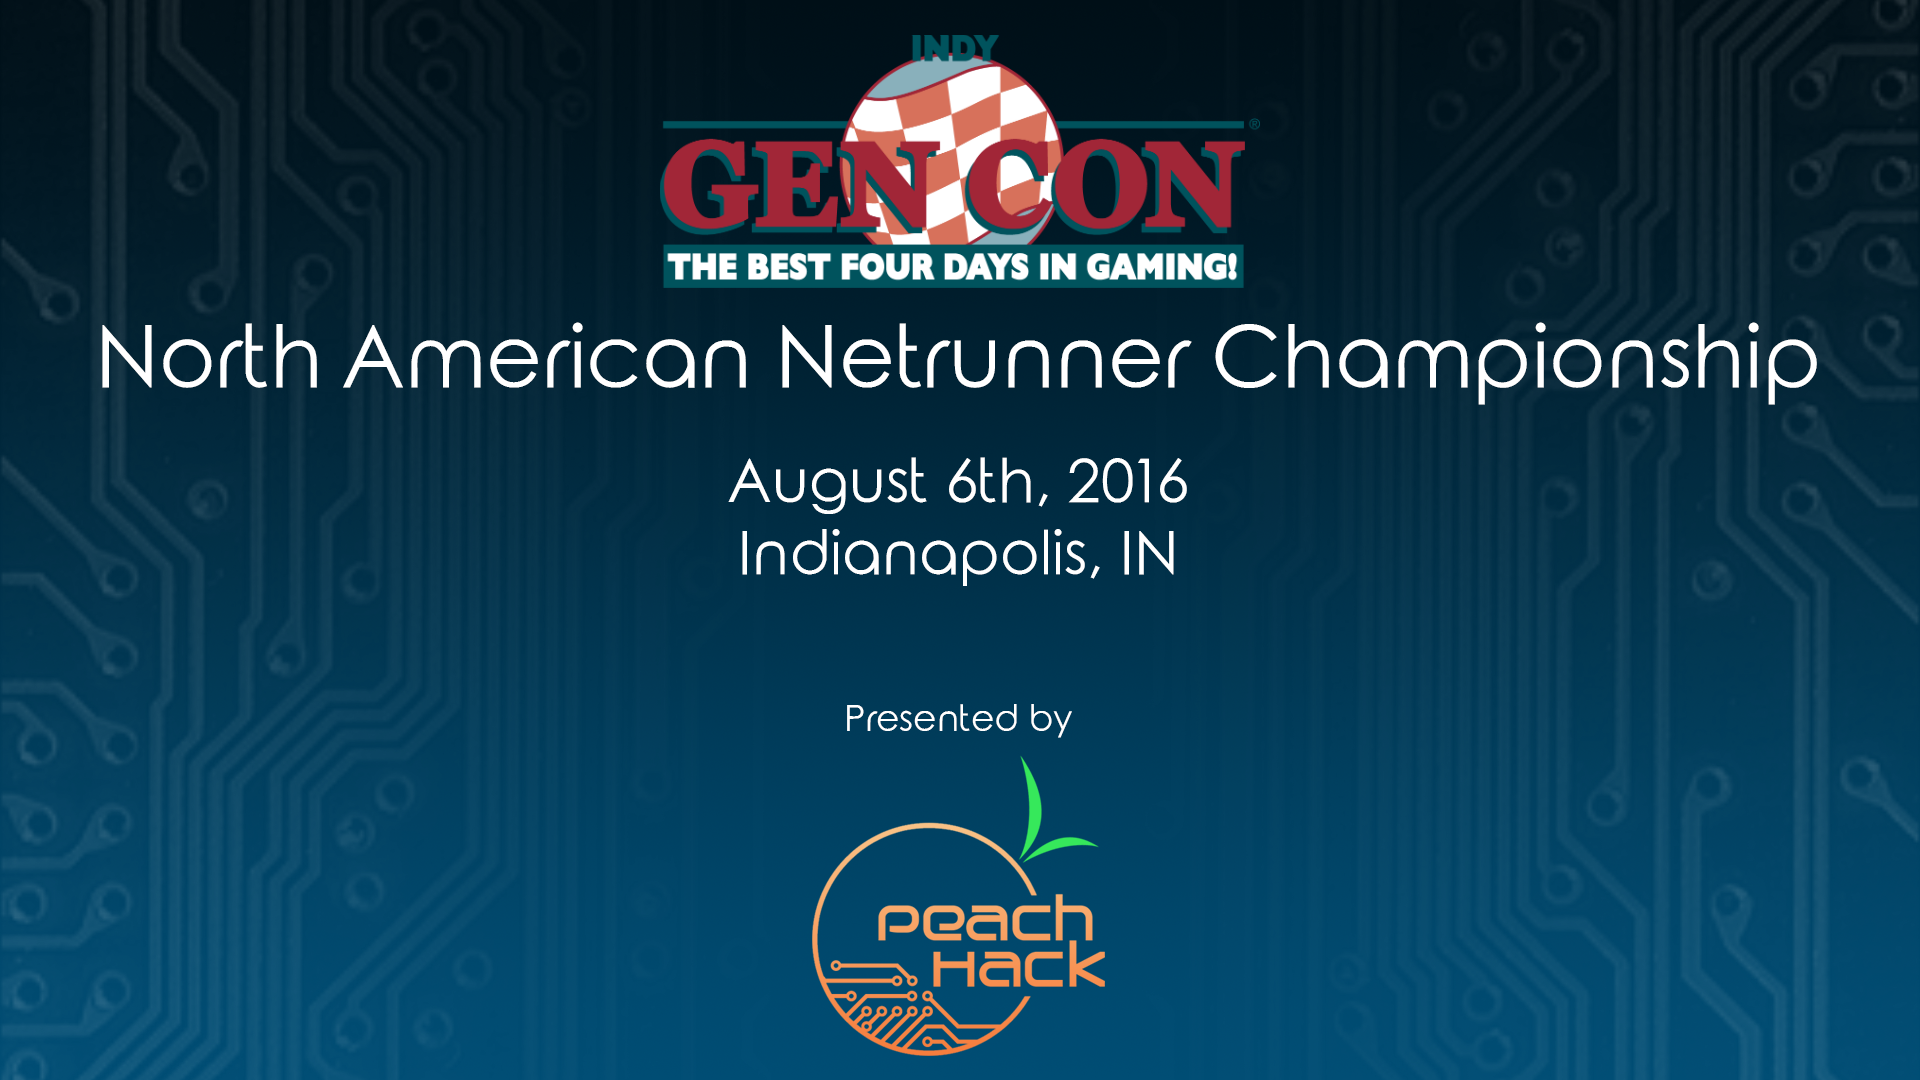 INDY
GEN CON®
THE BEST FOUR DAYS IN GAMING!
North American Netrunner Championship
August 6th, 2016
Indianapolis, IN
Presented by
peach
Hack